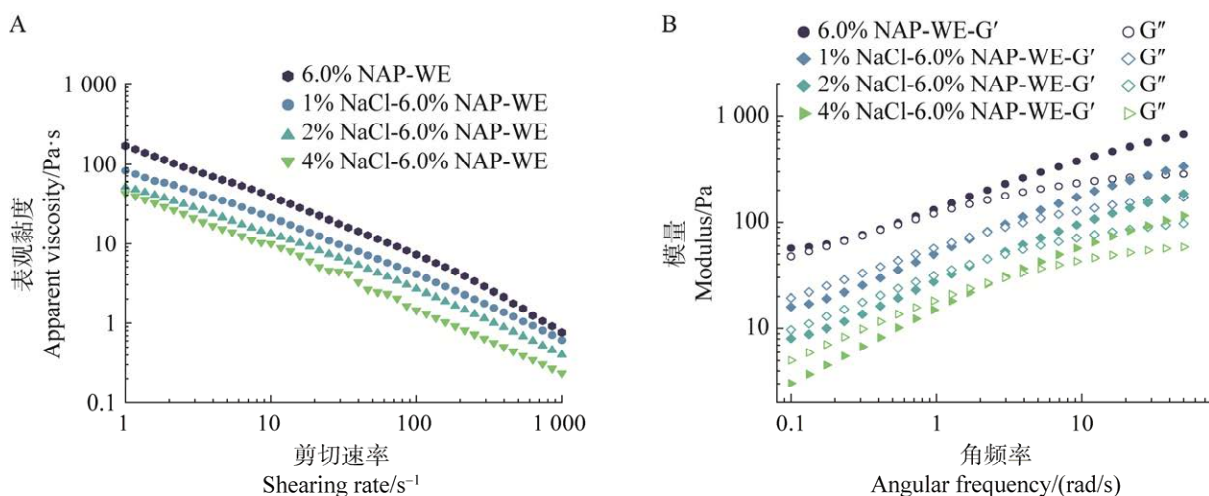 A
6.0% NAP-WE
1% NaCl-6.0% NAP-WE
2% NaCl-6.0% NAP-WE
4% NaCl-6.0% NAP-WE
表观黏度/Pa·s
Apparent viscosity/Pa·s
1 000
100
10
1
0.1
1
10
100
1 000
剪切速率
Shearing rate/s⁻¹
B
6.0% NAP-WE-G′ G″
1% NaCl-6.0% NAP-WE-G′ G″
2% NaCl-6.0% NAP-WE-G′ G″
4% NaCl-6.0% NAP-WE-G′ G″
模量/Pa
Modulus/Pa
1 000
100
10
0.1
1
10
角频率
Angular frequency/(rad/s)